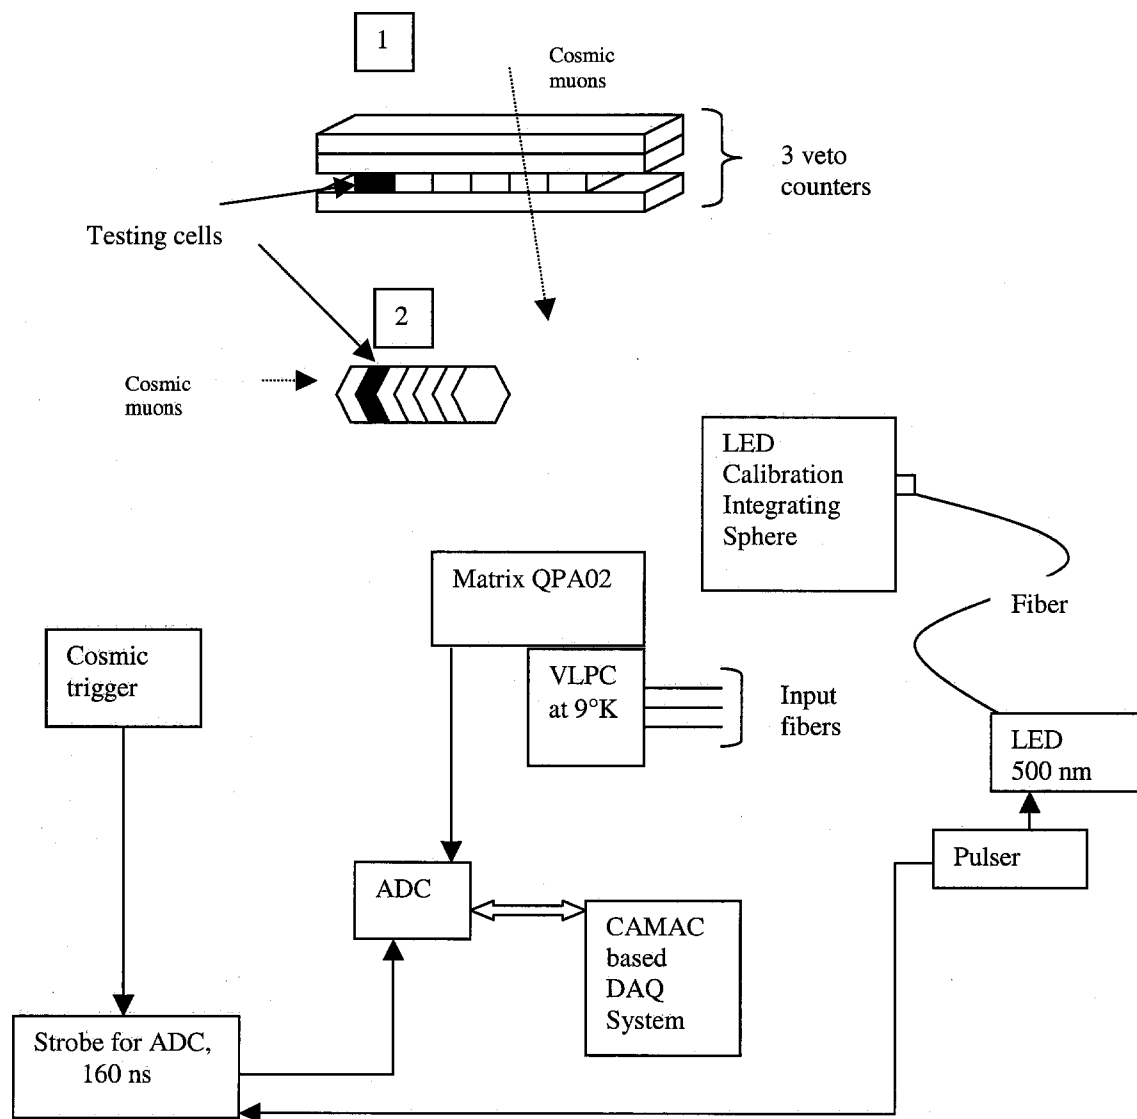 1
Cosmic
muons
3 veto
counters
Testing cells
2
Cosmic
muons
LED
Calibration
Integrating
Sphere
Matrix QPA02
Fiber
Cosmic
trigger
VLPC
at 9°K
Input
fibers
LED
500 nm
Pulser
ADC
CAMAC
based
DAQ
System
Strobe for ADC,
160 ns